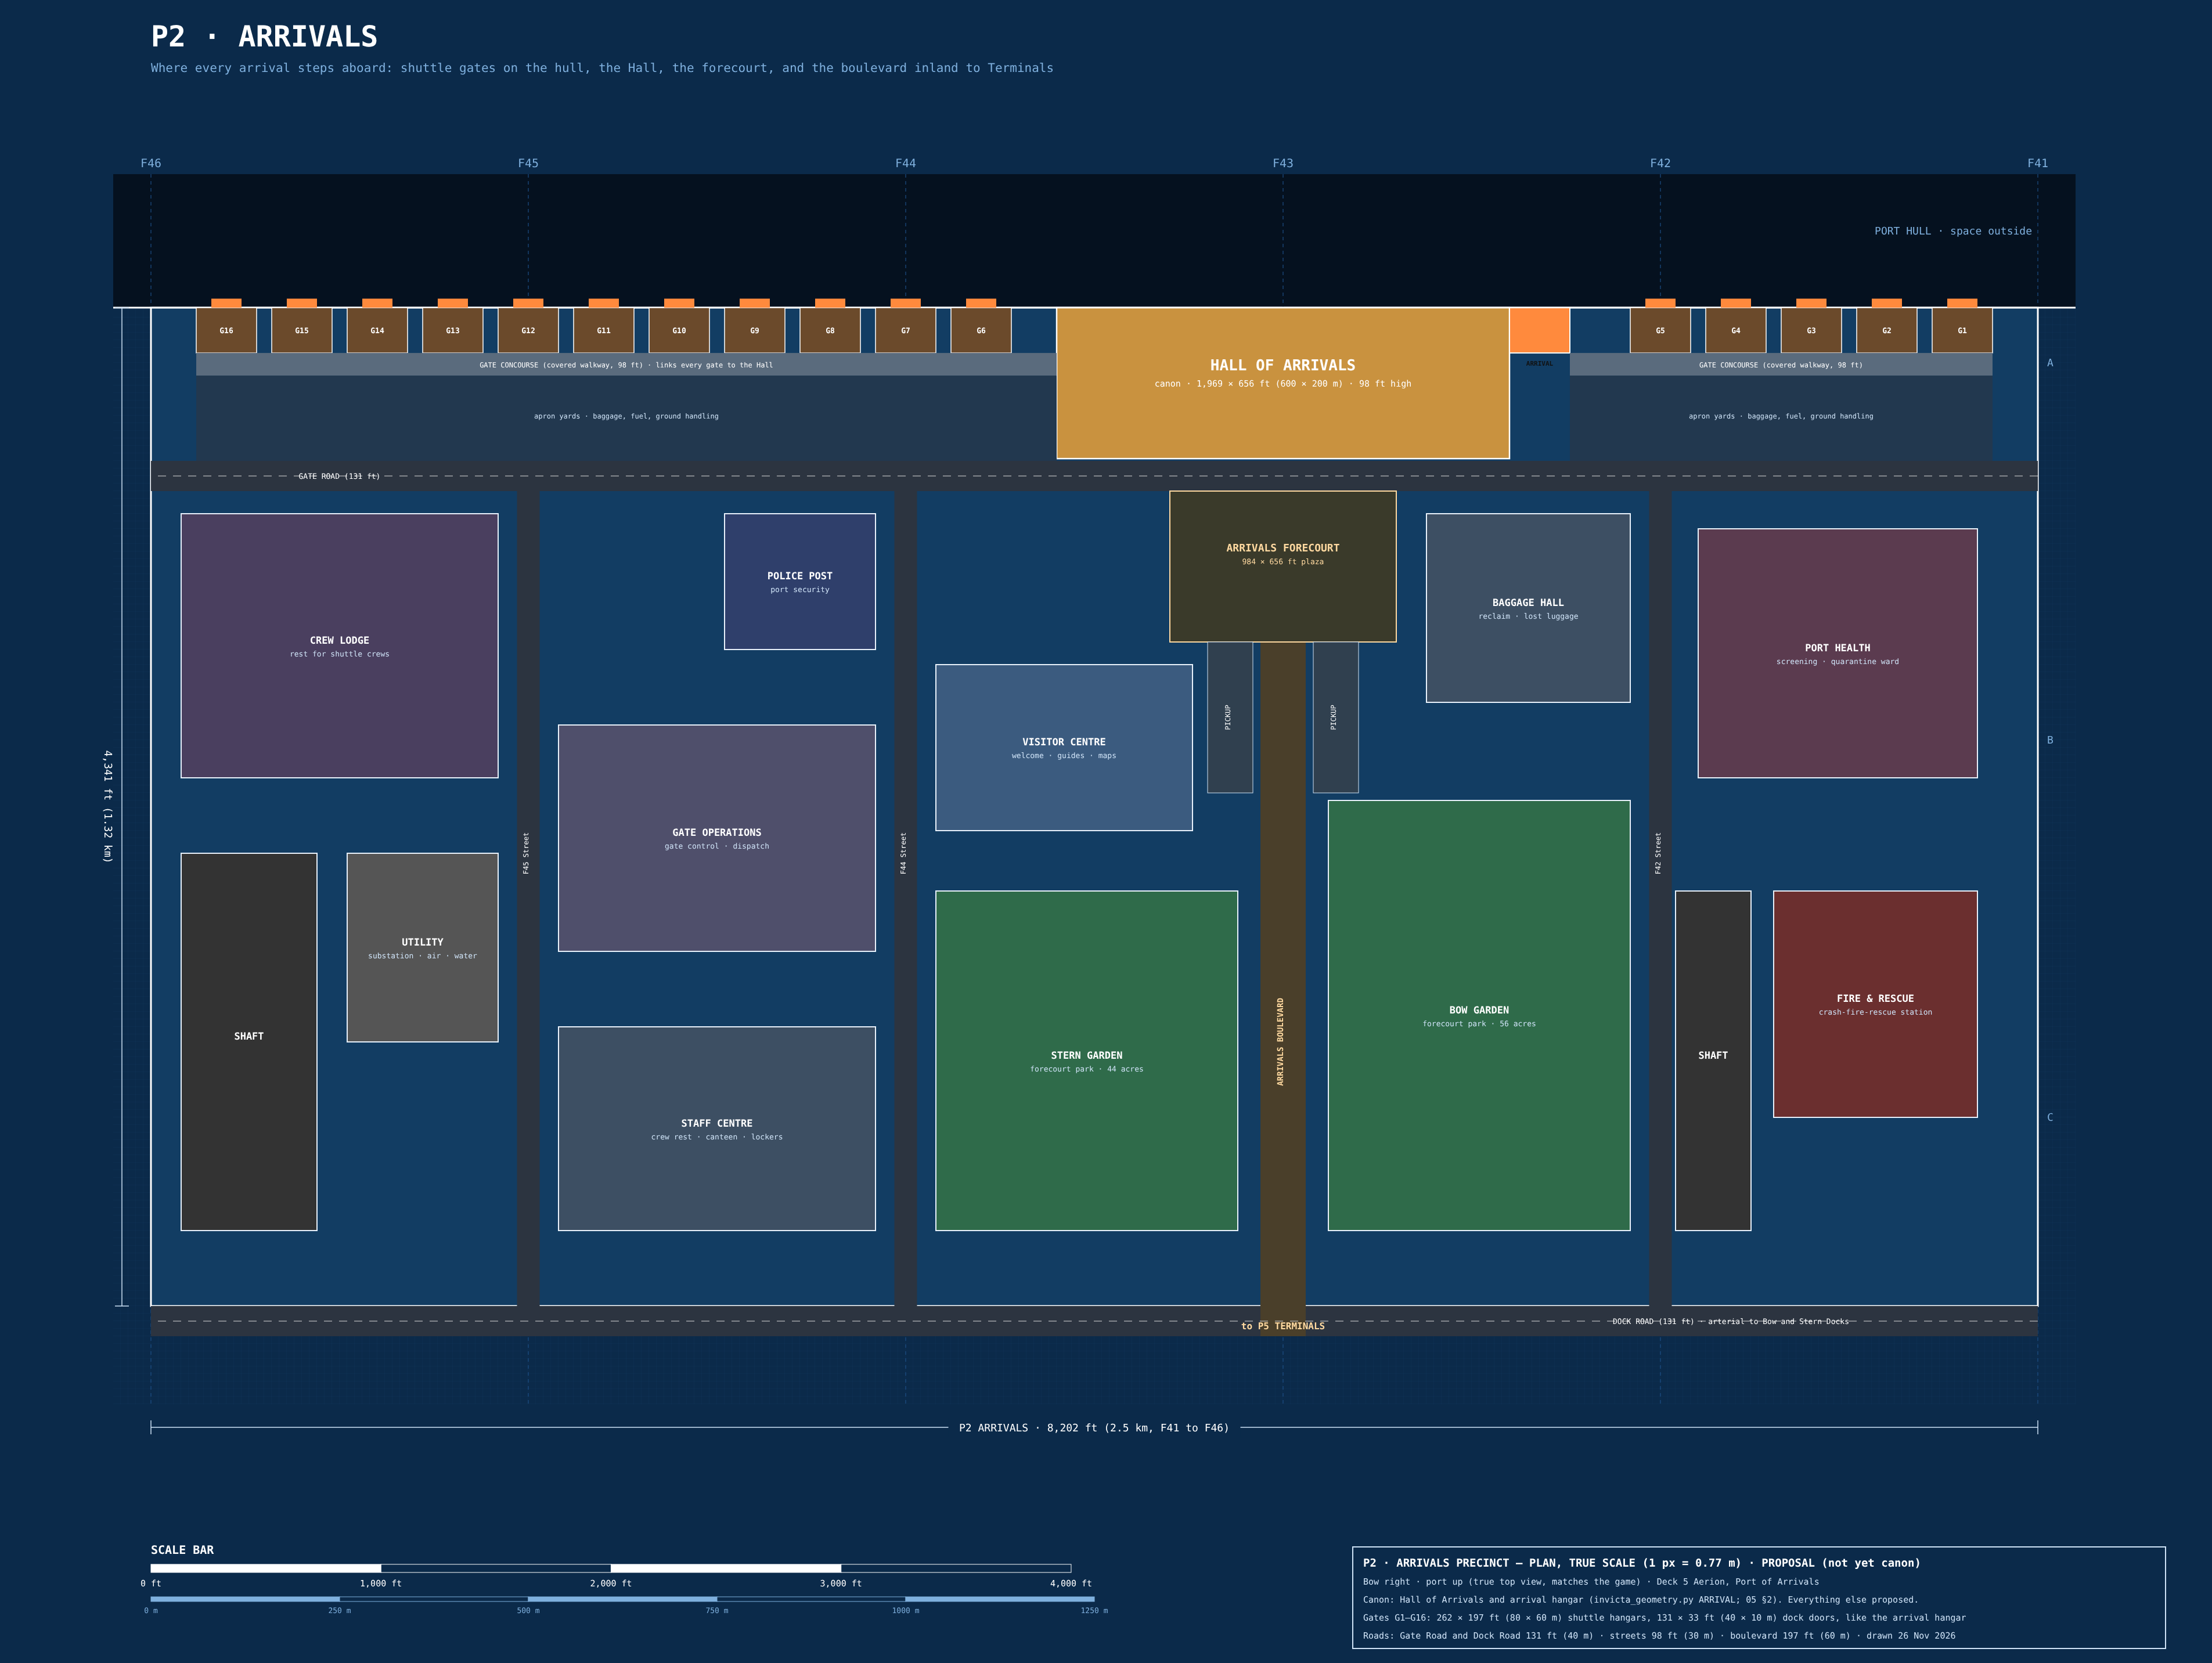 P2 · ARRIVALS
Where every arrival steps aboard: shuttle gates on the hull, the Hall, the forecourt, and the boulevard inland to Terminals
F46
F45
F44
F43
F42
F41
PORT HULL · space outside
G16
G15
G14
G13
G12
G11
G10
G9
G8
G7
G6
G5
G4
G3
G2
G1
HALL OF ARRIVALS
canon · 1,969 × 656 ft (600 × 200 m) · 98 ft high
ARRIVAL
A
GATE CONCOURSE (covered walkway, 98 ft) · links every gate to the Hall
GATE CONCOURSE (covered walkway, 98 ft)
apron yards · baggage, fuel, ground handling
apron yards · baggage, fuel, ground handling
GATE ROAD (131 ft)
ARRIVALS FORECOURT
984 × 656 ft plaza
POLICE POST
port security
BAGGAGE HALL
reclaim · lost luggage
CREW LODGE
rest for shuttle crews
PORT HEALTH
screening · quarantine ward
PICKUP
PICKUP
VISITOR CENTRE
welcome · guides · maps
B
4,341 ft (1.32 km)
GATE OPERATIONS
gate control · dispatch
F45 Street
F44 Street
F42 Street
UTILITY
substation · air · water
SHAFT
STERN GARDEN
forecourt park · 44 acres
ARRIVALS BOULEVARD
BOW GARDEN
forecourt park · 56 acres
SHAFT
FIRE & RESCUE
crash-fire-rescue station
STAFF CENTRE
crew rest · canteen · lockers
C
to P5 TERMINALS
DOCK ROAD (131 ft) · arterial to Bow and Stern Docks
P2 ARRIVALS · 8,202 ft (2.5 km, F41 to F46)
SCALE BAR
0 ft
1,000 ft
2,000 ft
3,000 ft
4,000 ft
0 m
250 m
500 m
750 m
1000 m
1250 m
P2 · ARRIVALS PRECINCT — PLAN, TRUE SCALE (1 px = 0.77 m) · PROPOSAL (not yet canon)
Bow right · port up (true top view, matches the game) · Deck 5 Aerion, Port of Arrivals
Canon: Hall of Arrivals and arrival hangar (invicta_geometry.py ARRIVAL; 05 §2). Everything else proposed.
Gates G1–G16: 262 × 197 ft (80 × 60 m) shuttle hangars, 131 × 33 ft (40 × 10 m) dock doors, like the arrival hangar
Roads: Gate Road and Dock Road 131 ft (40 m) · streets 98 ft (30 m) · boulevard 197 ft (60 m) · drawn 26 Nov 2026